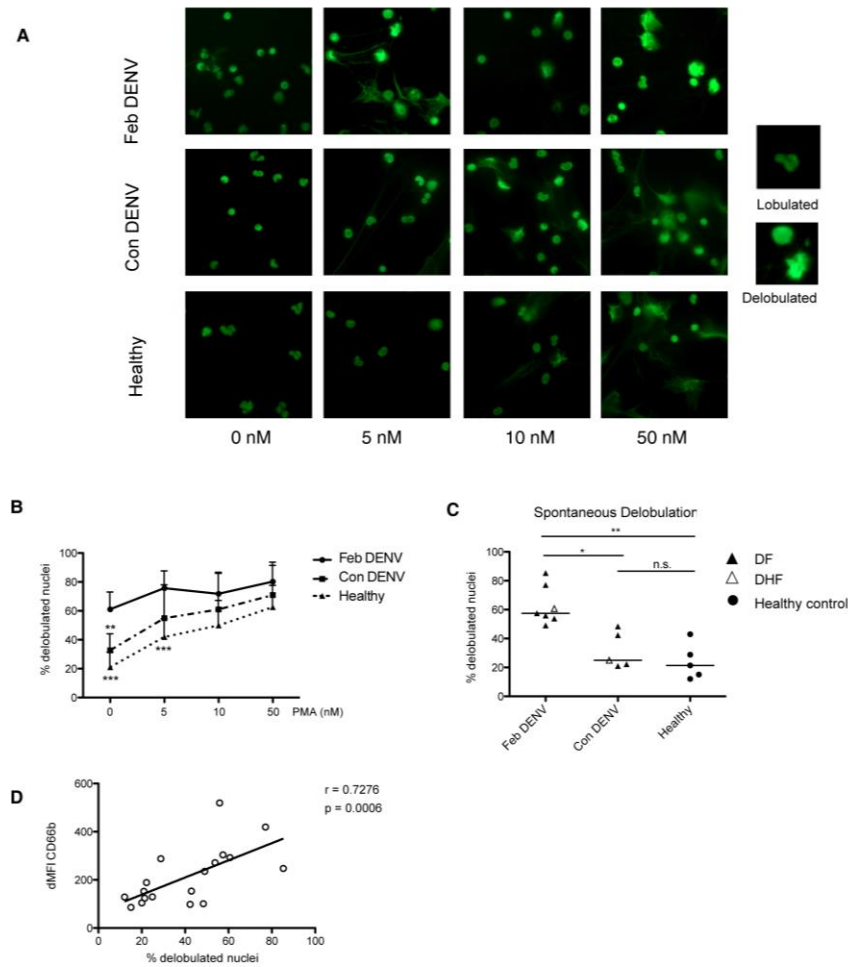 A
Feb DENV
Con DENV
Healthy
0 nM
5 nM
10 nM
50 nM
Lobulated
Delobulated
B
% delobulated nuclei
100
80
60
40
20
0
**
***
***
0
5
10
50
PMA (nM)
Feb DENV
Con DENV
Healthy
C
Spontaneous Delobulation
**
*
n.s.
% delobulated nuclei
100
80
60
40
20
0
Feb DENV
Con DENV
Healthy
DF
DHF
Healthy control
D
dMFI CD66b
600
400
200
0
0
20
40
60
80
100
% delobulated nuclei
r = 0.7276
p = 0.0006